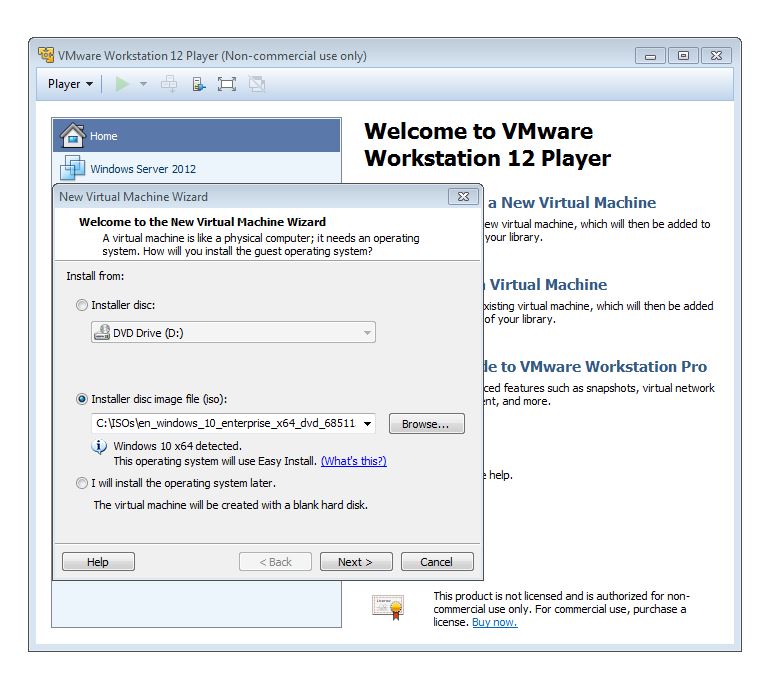 VMware Workstation 12 Player (Non-commercial use only)
Player
Home
Windows Server 2012
Welcome to VMware
Workstation 12 Player
a New Virtual Machine
ew virtual machine, which will then be added to
your library.
Virtual Machine
xisting virtual machine, which will then be added
of your library.
de to VMware Workstation Pro
ced features such as snapshots, virtual network
ent, and more.
help.
This product is not licensed and is authorized for non-
commercial use only. For commercial use, purchase a
license. Buy now.
New Virtual Machine Wizard
Welcome to the New Virtual Machine Wizard
A virtual machine is like a physical computer; it needs an operating
system. How will you install the guest operating system?
Install from:
Installer disc:
DVD Drive (D:)
Installer disc image file (iso):
C:\ISOs\en_windows_10_enterprise_x64_dvd_68511
Browse...
Windows 10 x64 detected.
This operating system will use Easy Install. (What's this?)
I will install the operating system later.
The virtual machine will be created with a blank hard disk.
Help
< Back
Next >
Cancel